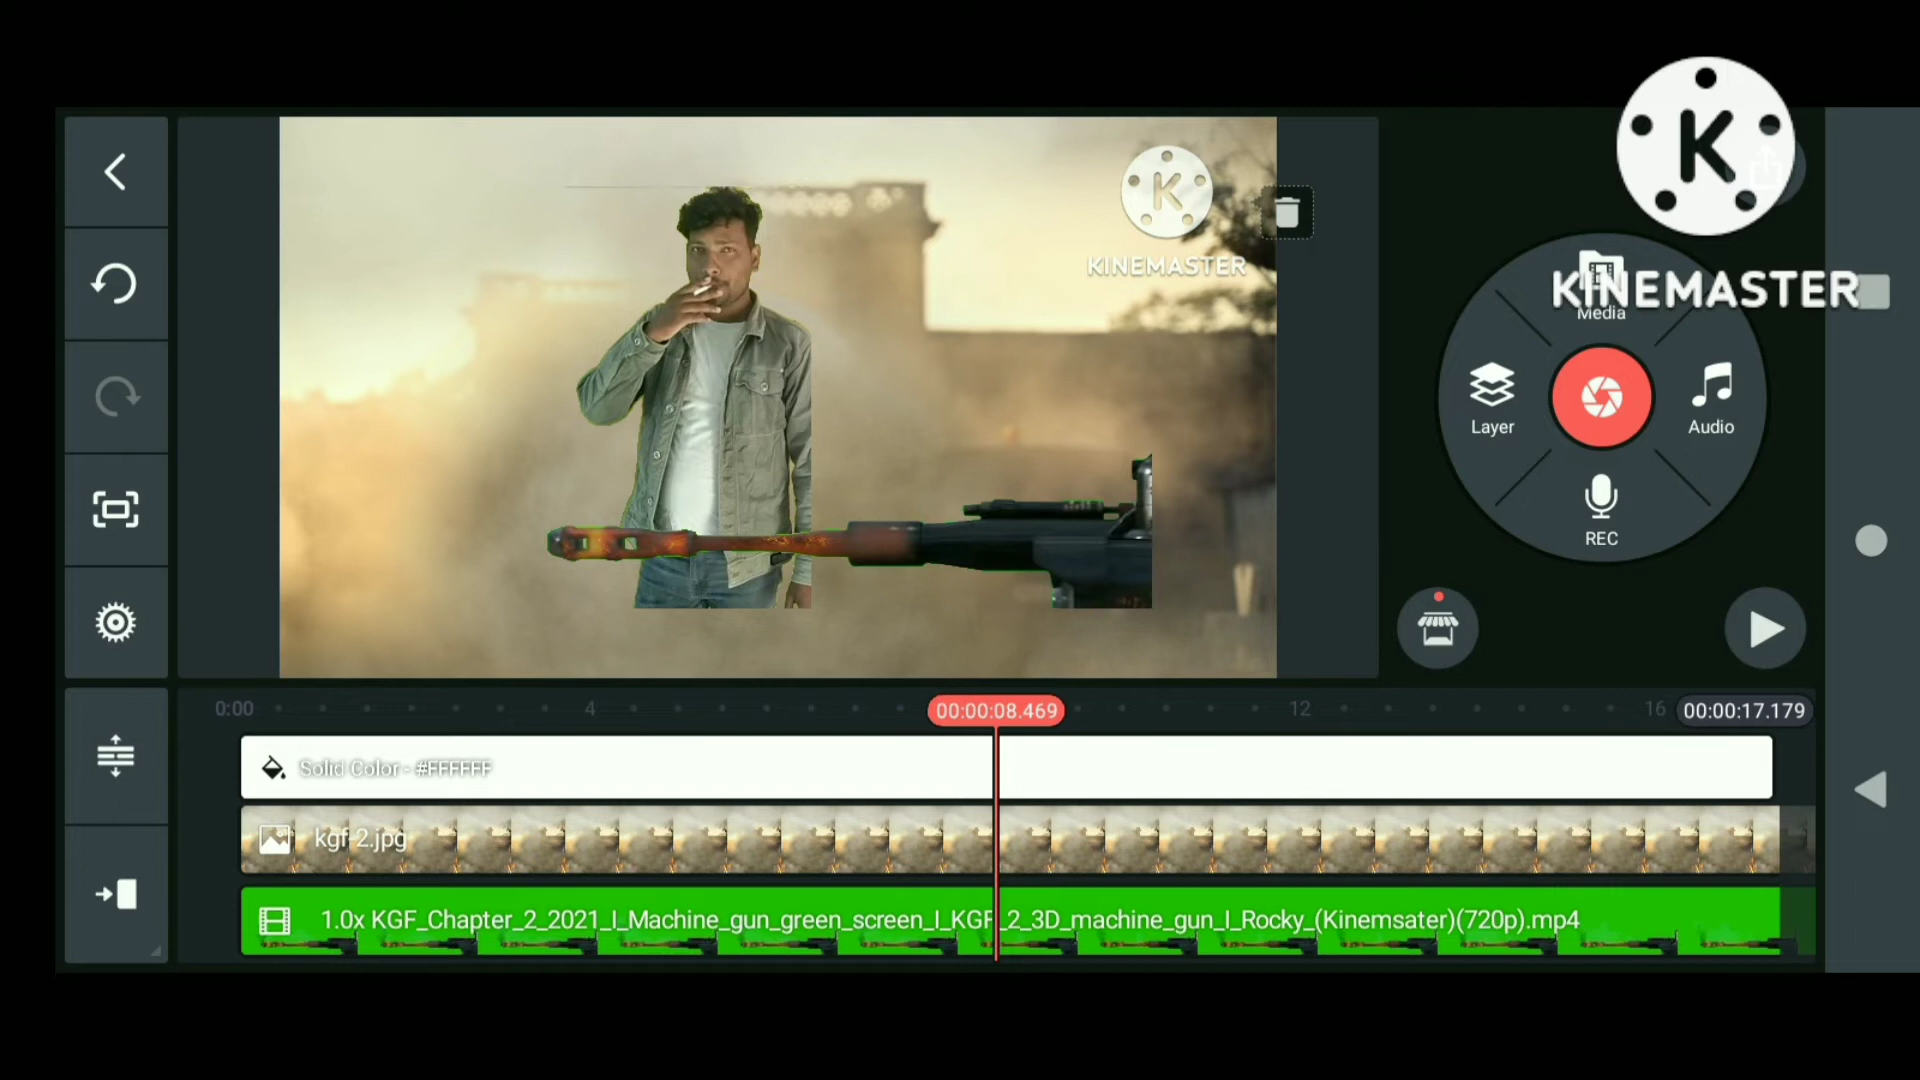 KINEMASTER
KINEMASTER
Media
Layer
Audio
REC
0:00
4
00:00:08.469
12
16
00:00:17.179
Solid Color - #FFFFFF
kgf-2.jpg
1.0x KGF_Chapter_2_2021_I_Machine_gun_green_screen_I_KGF_2_3D_machine_gun_I_Rocky_(Kinemsater)(720p).mp4